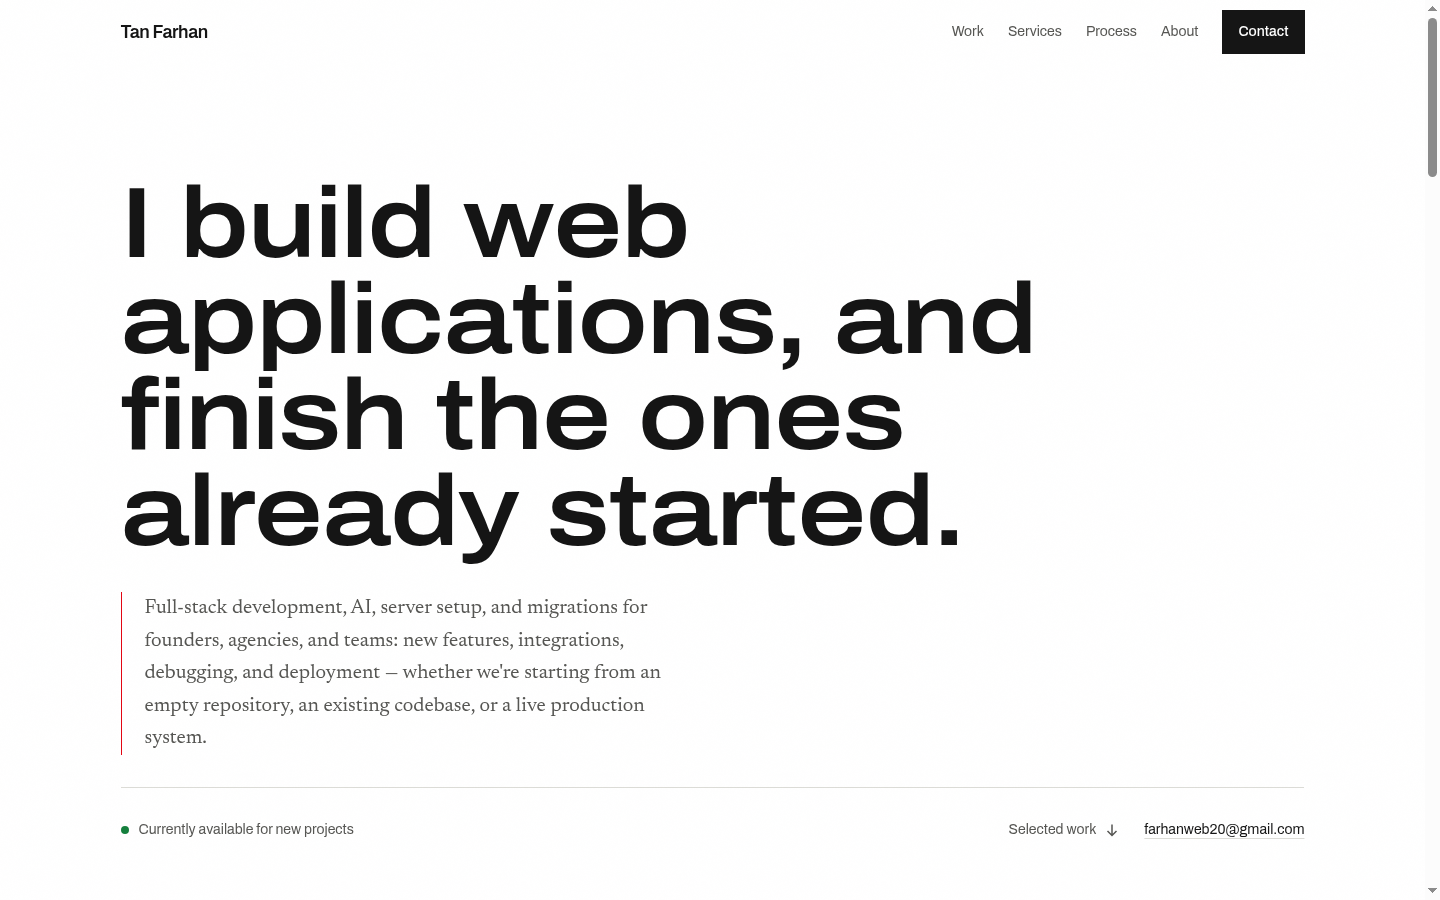 Tan Farhan
Work
Services
Process
About
Contact
I build web
applications, and
finish the ones
already started.
Full-stack development, AI, server setup, and migrations for
founders, agencies, and teams: new features, integrations,
debugging, and deployment — whether we're starting from an
empty repository, an existing codebase, or a live production
system.
Currently available for new projects
Selected work ↓
farhanweb20@gmail.com